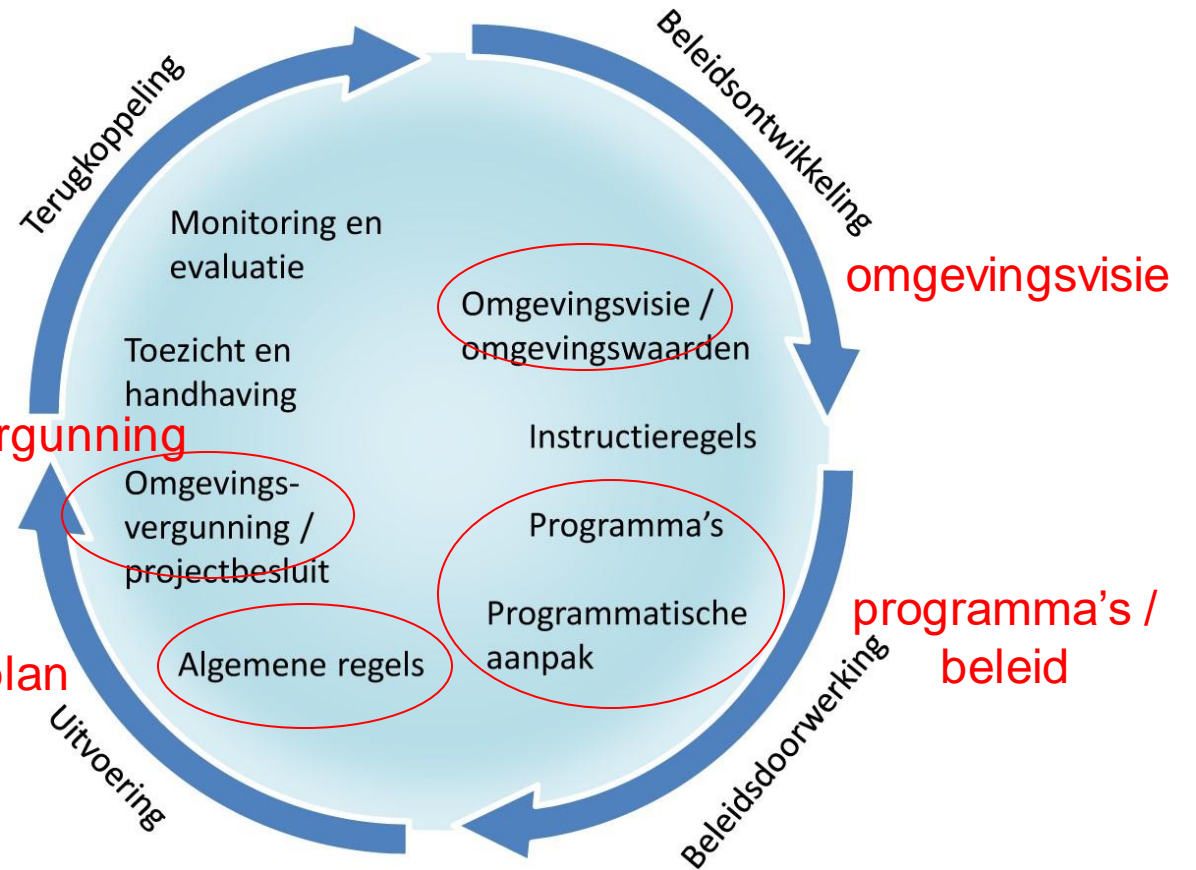 Beleidsontwikkeling
Terugkoppeling
Monitoring en
evaluatie
omgevingsvisie
Omgevingsvisie /
omgevingswaarden
Toezicht en
handhaving
rgunning
Instructieregels
Omgevings-
vergunning /
projectbesluit
Programma's
Programmatische
aanpak
programma's /
beleid
Algemene regels
lan
Uitvoering
Beleidsdoorwerking